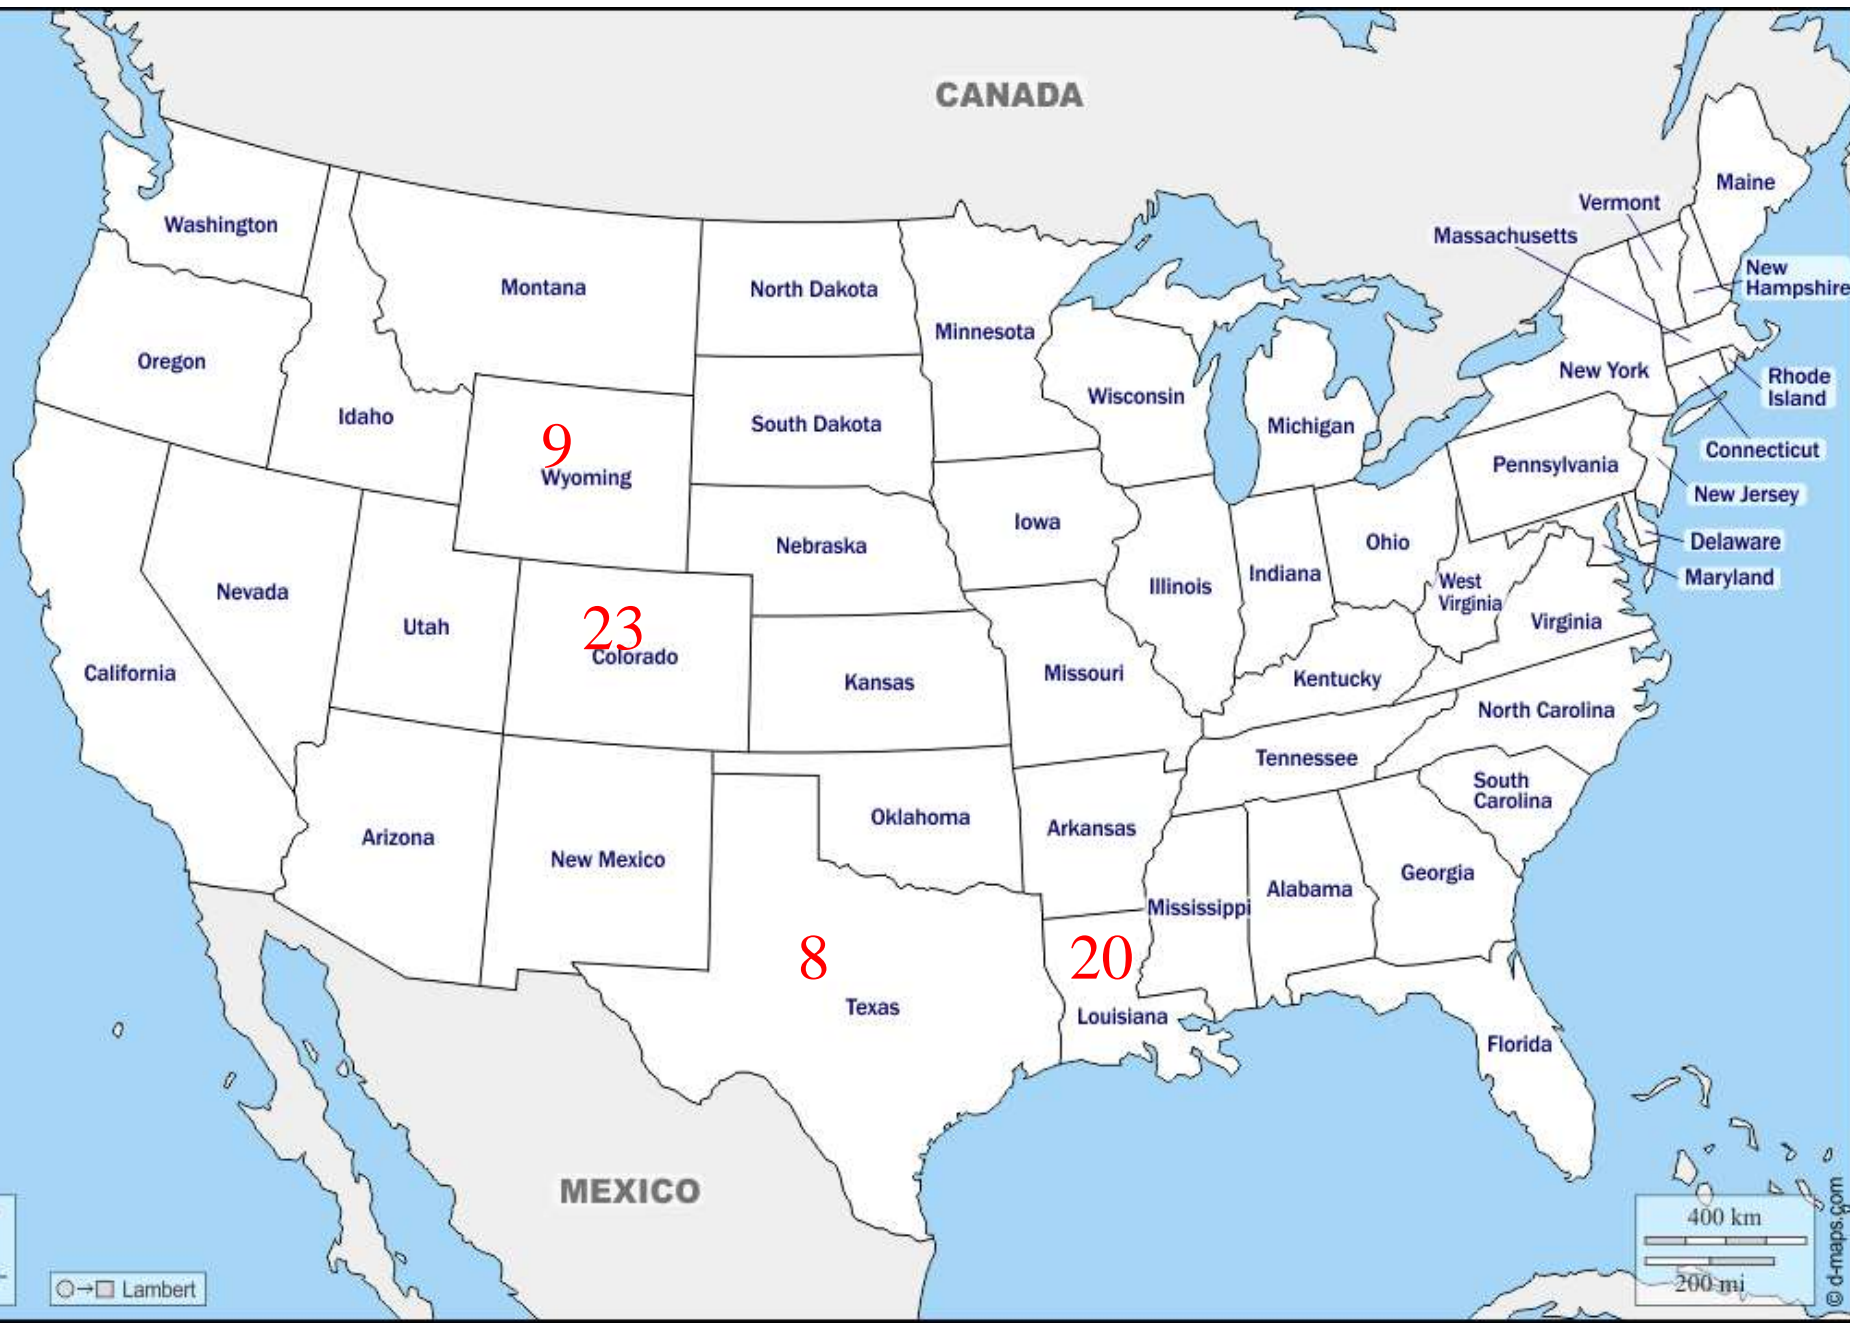 CANADA
Maine
Vermont
Massachusetts
Washington
New
Hampshire
Montana
North Dakota
Minnesota
Oregon
New York
Rhode
Island
Wisconsin
Idaho
South Dakota
Michigan
9
Wyoming
Connecticut
Pennsylvania
New Jersey
Iowa
Nebraska
Ohio
Delaware
Indiana
Maryland
Illinois
West
Virginia
Nevada
Utah
23
Colorado
Virginia
California
Missouri
Kansas
Kentucky
North Carolina
Tennessee
South
Carolina
Oklahoma
Arkansas
Arizona
New Mexico
Georgia
Alabama
Mississippi
8
20
Texas
Louisiana
Florida
MEXICO
400 km
200 mi
Lambert
© d-maps.com